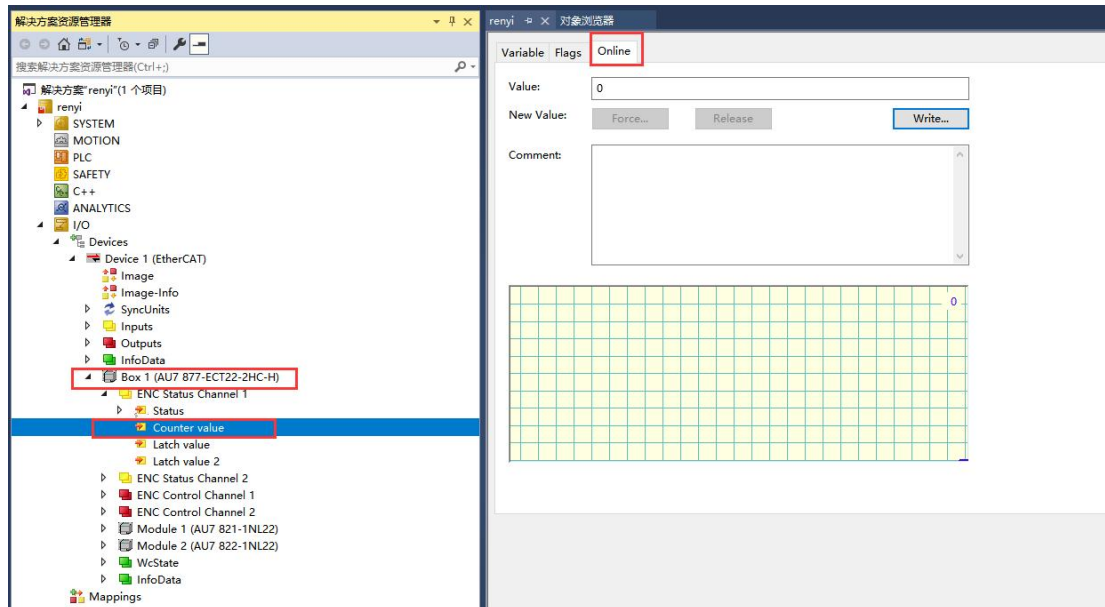 解决方案资源管理器
搜索解决方案资源管理器(Ctrl+;)
解决方案"renyi"(1 个项目)
renyi
SYSTEM
MOTION
PLC
SAFETY
C++
ANALYTICS
I/O
Devices
Device 1 (EtherCAT)
Image
Image-Info
SyncUnits
Inputs
Outputs
InfoData
Box 1 (AU7 877-ECT22-2HC-H)
ENC Status Channel 1
Status
Counter value
Latch value
Latch value 2
ENC Status Channel 2
ENC Control Channel 1
ENC Control Channel 2
Module 1 (AU7 821-1NL22)
Module 2 (AU7 822-1NL22)
WcState
InfoData
Mappings
renyi 对象浏览器
Variable Flags Online
Value: 0
New Value: Force... Release Write...
Comment:
0